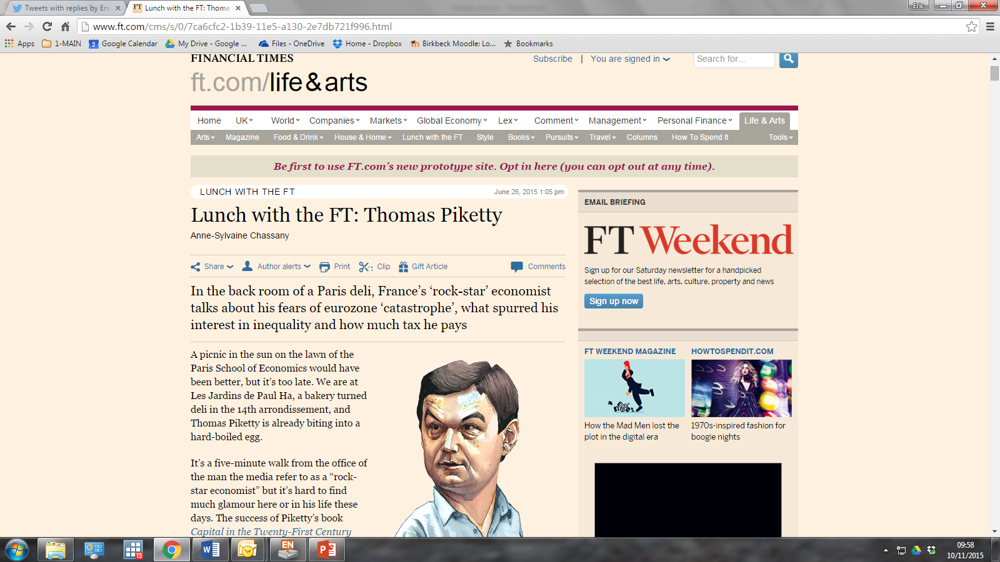 Tweets with replies by Eric
Lunch with the FT: Thomas
Eric
www.ft.com/cms/s/0/7ca6cfc2-1b39-11e5-a130-2e7db721f996.html
Apps 1-MAIN 2 Google Calendar My Drive - Google ... Files - OneDrive Home - Dropbox Birkbeck Moodle: Lo... Bookmarks
FINANCIAL TIMES
Subscribe | You are signed in
Search for...
ft.com/life&arts
Home UK World Companies Markets Global Economy Lex Comment Management Personal Finance Life & Arts
Arts Magazine Food & Drink House & Home Lunch with the FT Style Books Pursuits Travel Columns How To Spend It Tools
Be first to use FT.com's new prototype site. Opt in here (you can opt out at any time).
LUNCH WITH THE FT
June 26, 2015 1:05 pm
Lunch with the FT: Thomas Piketty
Anne-Sylvaine Chassany
Share Author alerts Print Clip Gift Article Comments
In the back room of a Paris deli, France's ‘rock-star’ economist
talks about his fears of eurozone ‘catastrophe’, what spurred his
interest in inequality and how much tax he pays
A picnic in the sun on the lawn of the
Paris School of Economics would have
been better, but it's too late. We are at
Les Jardins de Paul Ha, a bakery turned
deli in the 14th arrondissement, and
Thomas Piketty is already biting into a
hard-boiled egg.
It's a five-minute walk from the office of
the man the media refer to as a “rock-
star economist” but it's hard to find
much glamour here or in his life these
days. The success of Piketty's book
Capital in the Twenty-First Century
EMAIL BRIEFING
FT Weekend
Sign up for our Saturday newsletter for a handpicked
selection of the best life, arts, culture, property and news
Sign up now
FT WEEKEND MAGAZINE
How the Mad Men lost the
plot in the digital era
HOWTOSPENDIT.COM
1970s-inspired fashion for
boogie nights
13
EN
09:58
10/11/2015